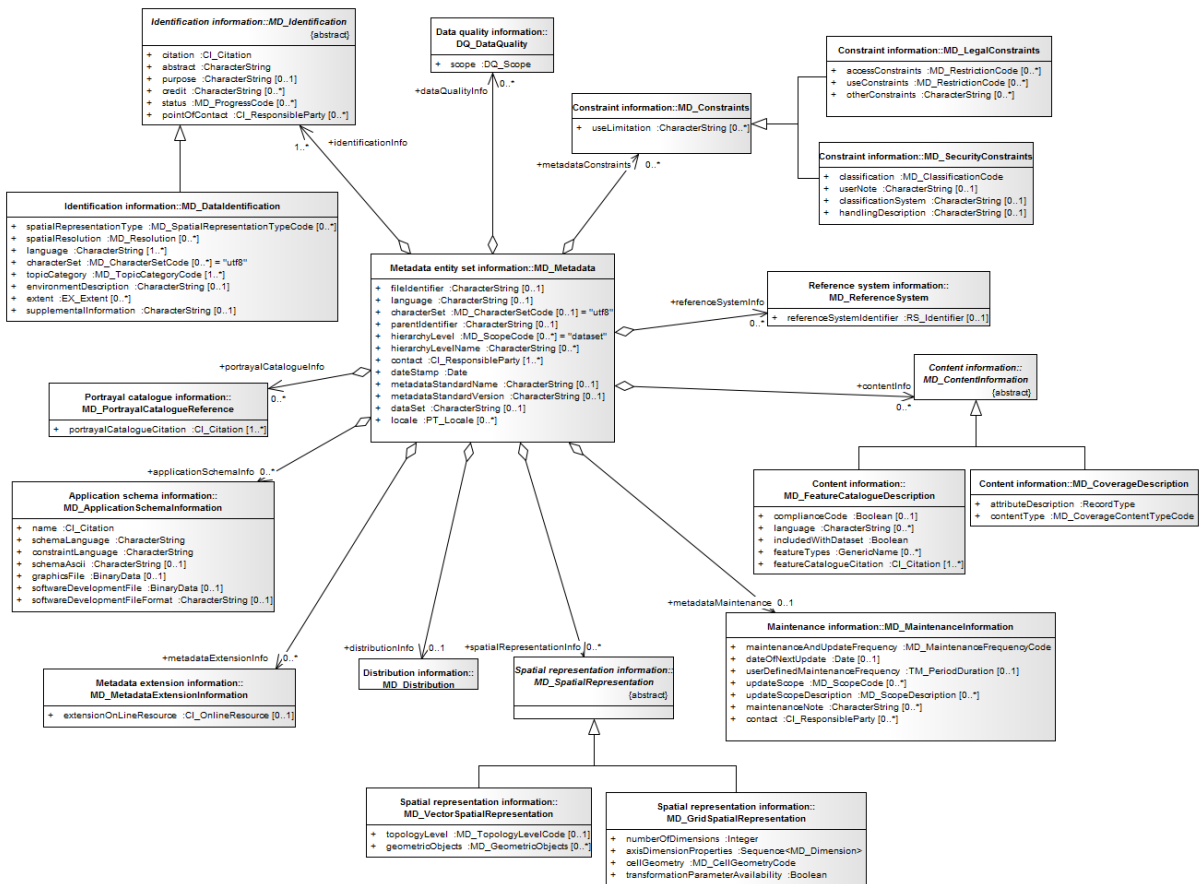 Identification information::MD_Identification
{abstract}
+ citation :CI_Citation
+ abstract :CharacterString
+ purpose :CharacterString [0..1]
+ credit :CharacterString [0..*]
+ status :MD_ProgressCode [0..*]
+ pointOfContact :CI_ResponsibleParty [0..*]
Data quality information::
DQ_DataQuality
+ scope :DQ_Scope
+dataQualityInfo
0..*
Constraint information::MD_Constraints
+ useLimitation :CharacterString [0..*]
Constraint information::MD_LegalConstraints
+ accessConstraints :MD_RestrictionCode [0..*]
+ useConstraints :MD_RestrictionCode [0..*]
+ otherConstraints :CharacterString [0..*]
Constraint information::MD_SecurityConstraints
+ classification :MD_ClassificationCode
+ userNote :CharacterString [0..1]
+ classificationSystem :CharacterString [0..1]
+ handlingDescription :CharacterString [0..1]
1..*
+identificationInfo
+metadataConstraints
0..*
Identification information::MD_DataIdentification
+ spatialRepresentationType :MD_SpatialRepresentationTypeCode [0..*]
+ spatialResolution :MD_Resolution [0..*]
+ language :CharacterString [1..*]
+ characterSet :MD_CharacterSetCode [0..*] = "utf8"
+ topicCategory :MD_TopicCategoryCode [1..*]
+ environmentDescription :CharacterString [0..1]
+ extent :EX_Extent [0..*]
+ supplementalInformation :CharacterString [0..1]
Metadata entity set information::MD_Metadata
+ fileIdentifier :CharacterString [0..1]
+ language :CharacterString [0..1]
+ characterSet :MD_CharacterSetCode [0..1] = "utf8"
+ parentIdentifier :CharacterString [0..1]
+ hierarchyLevel :MD_ScopeCode [0..*] = "dataset"
+ hierarchyLevelName :CharacterString [0..*]
+ contact :CI_ResponsibleParty [1..*]
+ dateStamp :Date
+ metadataStandardName :CharacterString [0..1]
+ metadataStandardVersion :CharacterString [0..1]
+ dataSet :CharacterString [0..1]
+ locale :PT_Locale [0..*]
+referenceSystemInfo
0..*
Reference system information::
MD_ReferenceSystem
+ referenceSystemIdentifier :RS_Identifier [0..1]
+portrayalCatalogueInfo
0..*
Portrayal catalogue information::
MD_PortrayalCatalogueReference
+ portrayalCatalogueCitation :CI_Citation [1..*]
+contentInfo
0..*
Content information::
MD_ContentInformation
{abstract}
+applicationSchemaInfo
0..*
Application schema information::
MD_ApplicationSchemaInformation
+ name :CI_Citation
+ schemaLanguage :CharacterString
+ constraintLanguage :CharacterString
+ schemaAscii :CharacterString [0..1]
+ graphicsFile :BinaryData [0..1]
+ softwareDevelopmentFile :BinaryData [0..1]
+ softwareDevelopmentFileFormat :CharacterString [0..1]
Content information::
MD_FeatureCatalogueDescription
+ complianceCode :Boolean [0..1]
+ language :CharacterString [0..*]
+ includedWithDataset :Boolean
+ featureTypes :GenericName [0..*]
+ featureCatalogueCitation :CI_Citation [1..*]
Content information::MD_CoverageDescription
+ attributeDescription :RecordType
+ contentType :MD_CoverageContentTypeCode
+metadataMaintenance
0..1
Maintenance information::MD_MaintenanceInformation
+ maintenanceAndUpdateFrequency :MD_MaintenanceFrequencyCode
+ dateOfNextUpdate :Date [0..1]
+ userDefinedMaintenanceFrequency :TM_PeriodDuration [0..1]
+ updateScope :MD_ScopeCode [0..*]
+ updateScopeDescription :MD_ScopeDescription [0..*]
+ maintenanceNote :CharacterString [0..*]
+ contact :CI_ResponsibleParty [0..*]
+metadataExtensionInfo
0..*
Metadata extension information::
MD_MetadataExtensionInformation
+ extensionOnLineResource :CI_OnlineResource [0..1]
+distributionInfo
0..1
Distribution information::
MD_Distribution
+spatialRepresentationInfo
0..*
Spatial representation information::
MD_SpatialRepresentation
{abstract}
Spatial representation information::
MD_VectorSpatialRepresentation
+ topologyLevel :MD_TopologyLevelCode [0..1]
+ geometricObjects :MD_GeometricObjects [0..*]
Spatial representation information::
MD_GridSpatialRepresentation
+ numberOfDimensions :Integer
+ axisDimensionProperties :Sequence<MD_Dimension>
+ cellGeometry :MD_CellGeometryCode
+ transformationParameterAvailability :Boolean